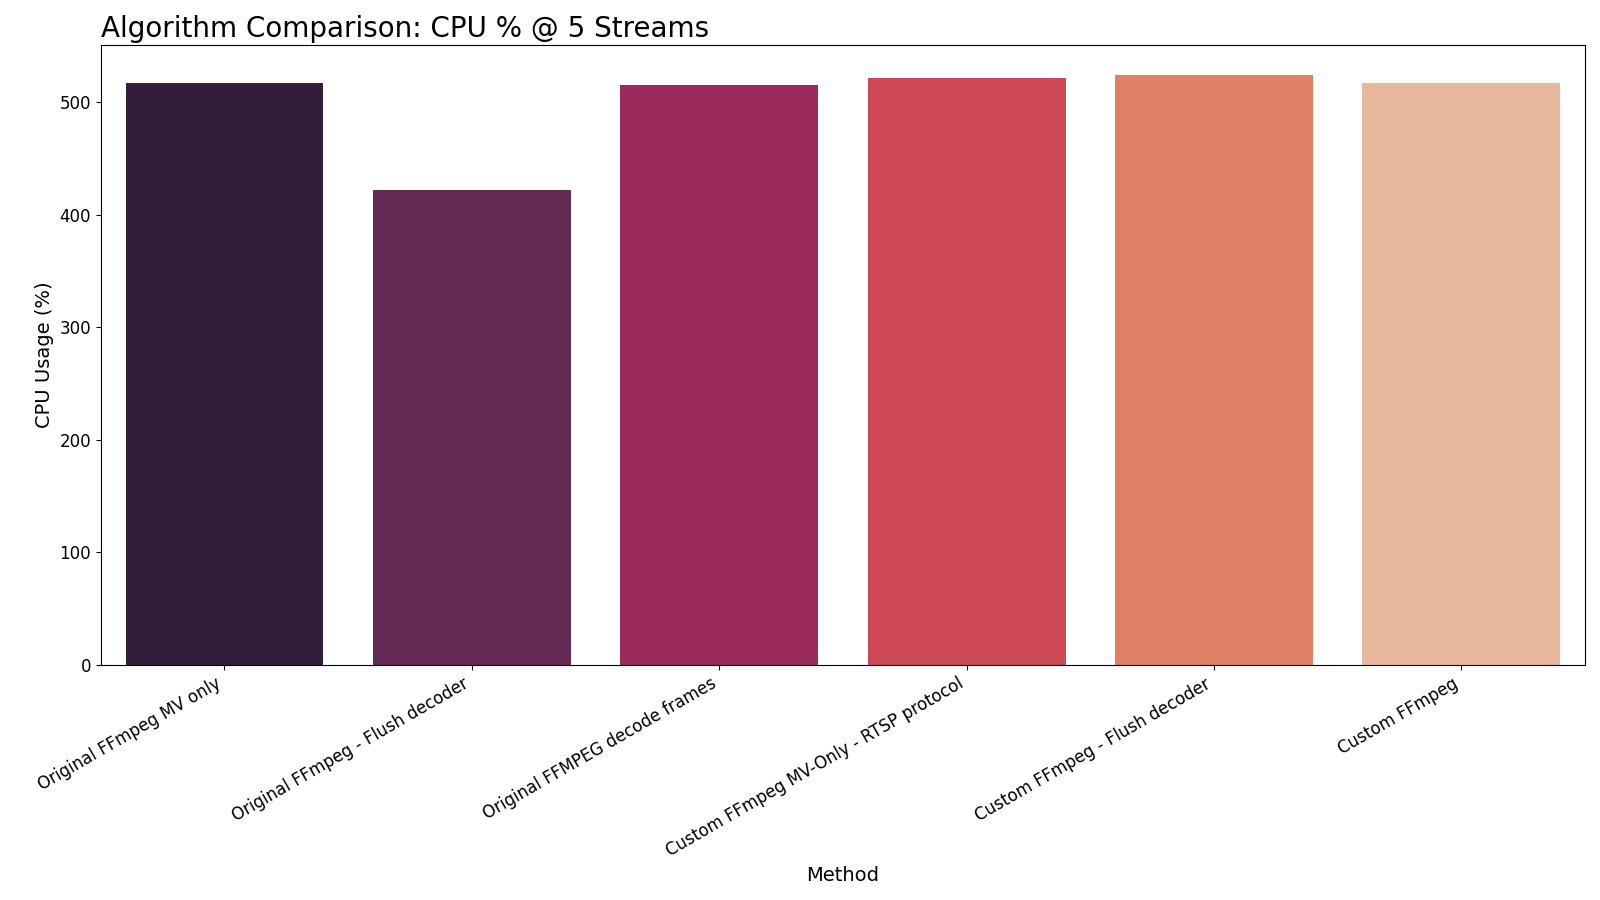 Algorithm Comparison: CPU % @ 5 Streams
CPU Usage (%)
500
400
300
200
100
0
Original FFmpeg MV only
Original FFmpeg - Flush decoder
Original FFMPEG decode frames
Custom FFmpeg MV-Only - RTSP protocol
Custom FFmpeg - Flush decoder
Custom FFmpeg
Method